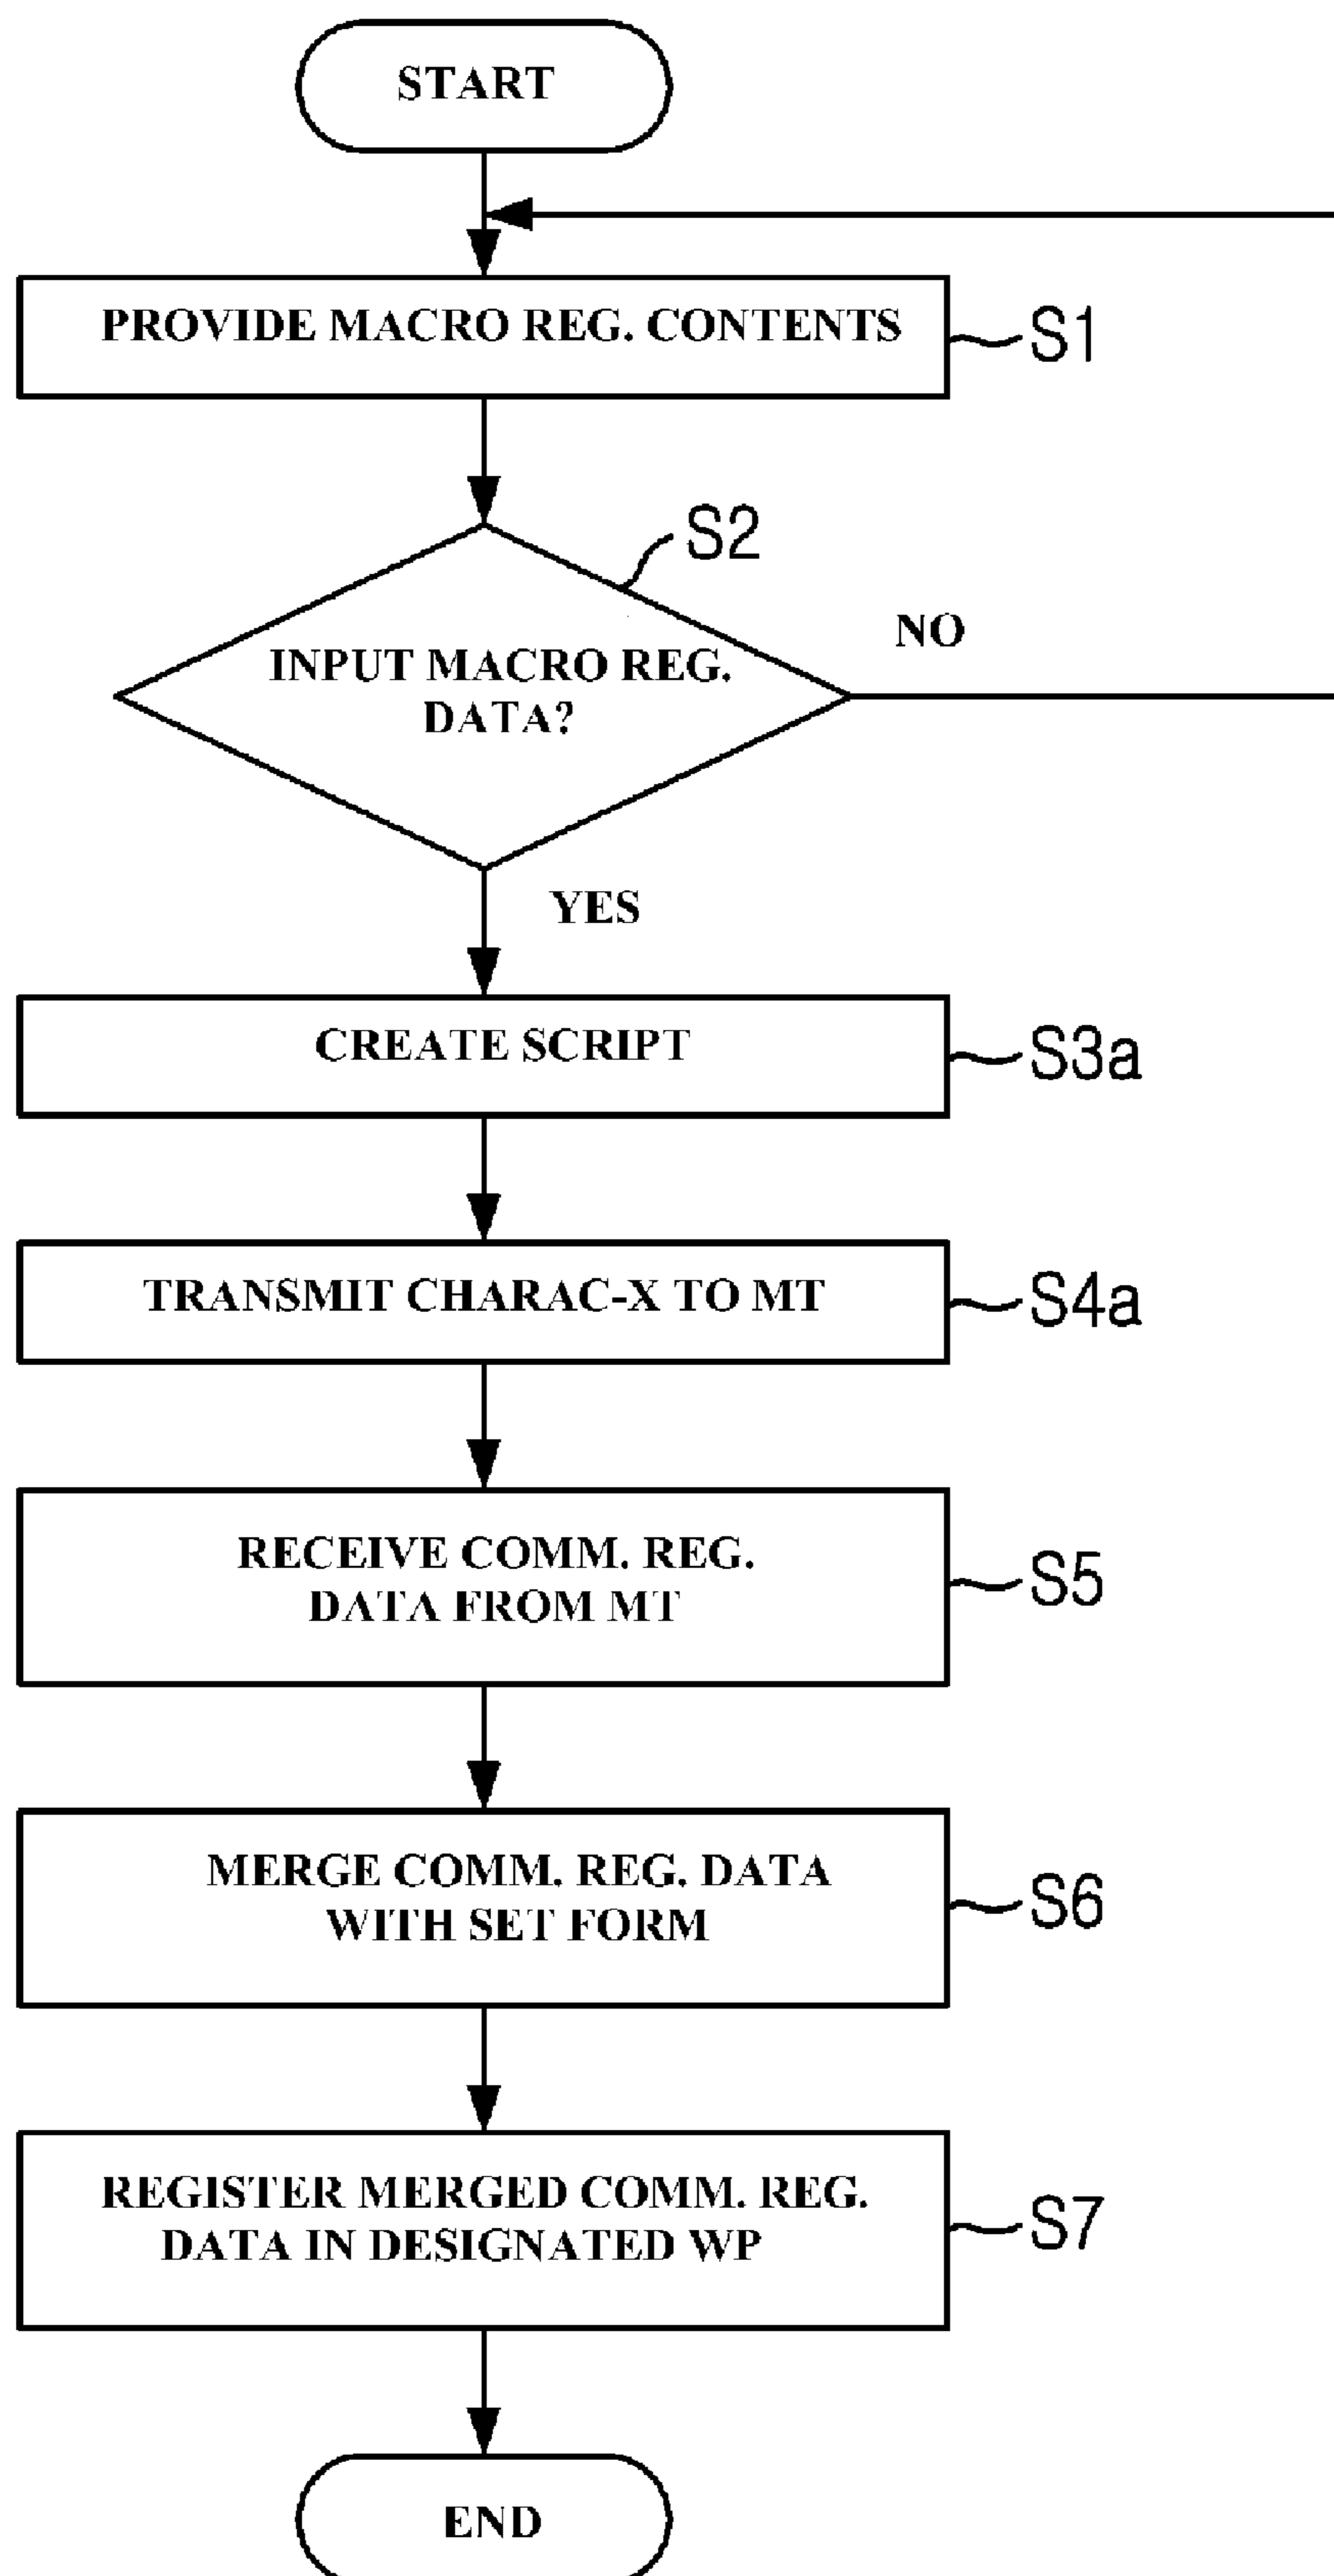 START
PROVIDE MACRO REG. CONTENTS
S1
S2
NO
INPUT MACRO REG.
DATA?
YES
CREATE SCRIPT
S3a
TRANSMIT CHARAC-X TO MT
S4a
RECEIVE COMM. REG.
DATA FROM MT
S5
MERGE COMM. REG. DATA
WITH SET FORM
S6
REGISTER MERGED COMM. REG.
DATA IN DESIGNATED WP
S7
END